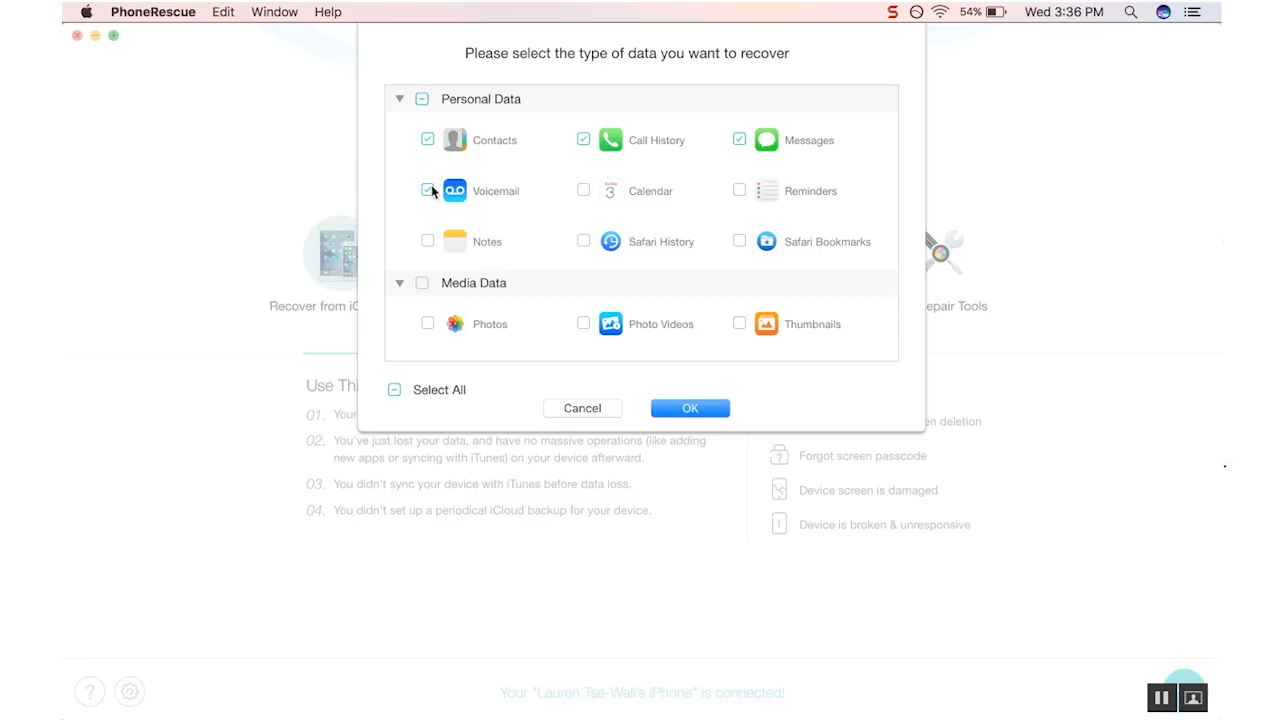 PhoneRescue Edit Window Help 54% Wed 3:36 PM
Please select the type of data you want to recover
Personal Data
Contacts Call History Messages
Voicemail Calendar Reminders
3
Notes Safari History Safari Bookmarks
Media Data
Photos Photo Videos Thumbnails
Select All
Cancel OK
Recover from iC
epair Tools
Use Thi
01. Your
02. You've just lost your data, and have no massive operations (like adding
new apps or syncing with iTunes) on your device afterward.
03. You didn't sync your device with iTunes before data loss.
04. You didn't set up a periodical iCloud backup for your device.
en deletion
Forgot screen passcode
Device screen is damaged
Device is broken & unresponsive
Your "Lauren Tse-Wall's iPhone" is connected!